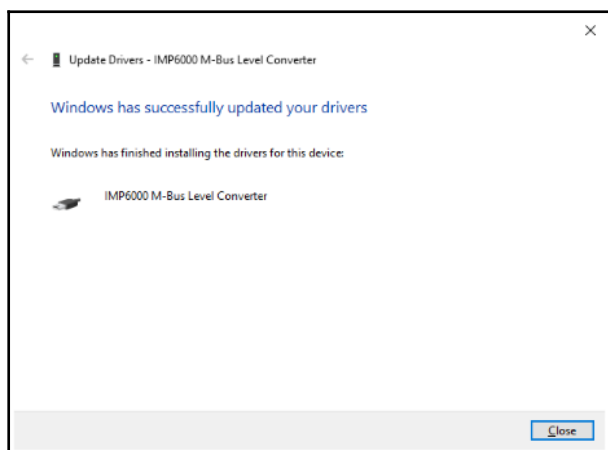 Update Drivers - IMP6000 M-Bus Level Converter
Windows has successfully updated your drivers
Windows has finished installing the drivers for this device:
IMP6000 M-Bus Level Converter
Close